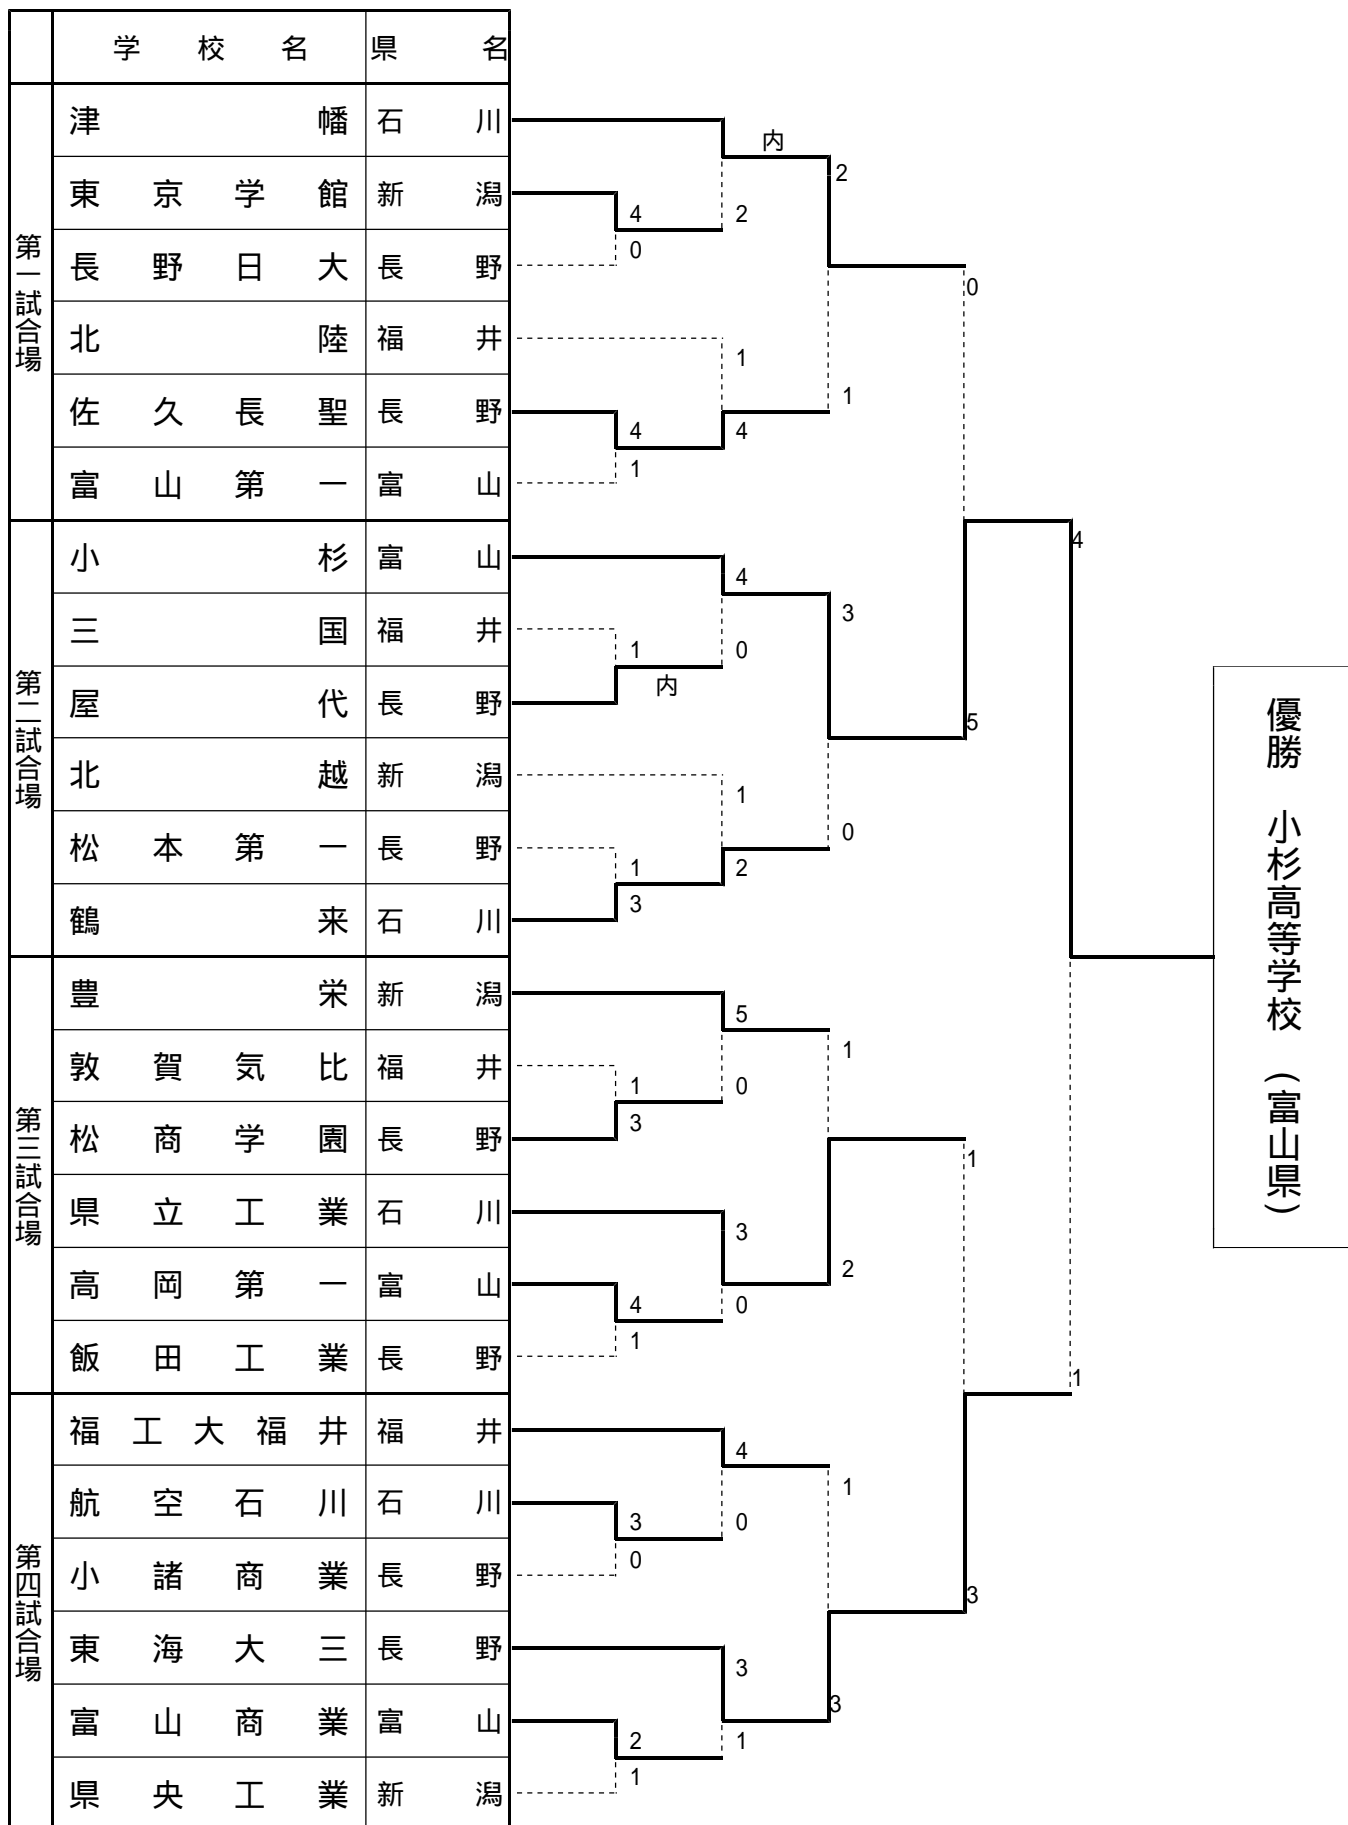 学校名 県名
第一試合場
津幡 石川
東京学館 新潟
長野日大 長野
北陸 福井
佐久長聖 長野
富山第一 富山
第二試合場
小杉 富山
三国 福井
屋代 長野
北越 新潟
松本第一 長野
鶴来 石川
第三試合場
豊栄 新潟
敦賀気比 福井
松商学園 長野
県立工業 石川
高岡第一 富山
飯田工業 長野
第四試合場
福工大福井 福井
航空石川 石川
小諸商業 長野
東海大三 長野
富山商業 富山
県央工業 新潟
4
0
4
1
1
内
1
3
1
3
4
1
3
0
2
1
内
2
1
4
4
0
1
2
5
0
3
0
4
0
3
1
2
1
3
0
1
2
1
3
0
5
1
3
4
1
優勝 小杉高等学校 (富山県)